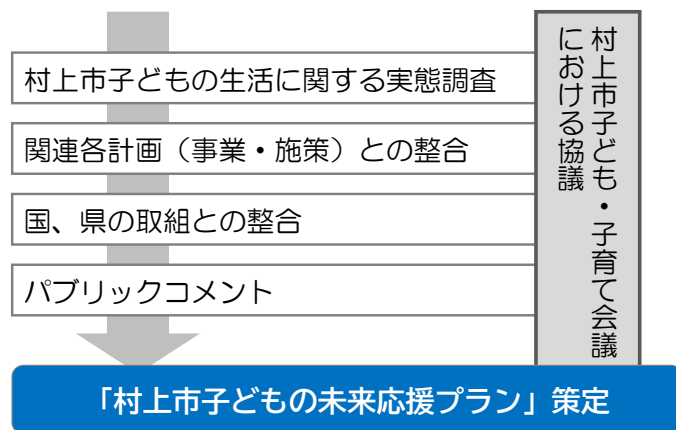 村上市子どもの生活に関する実態調査
関連各計画（事業・施策）との整合
国、県の取組との整合
パブリックコメント
村上市子ども・子育て会議
における協議
「村上市子どもの未来応援プラン」策定